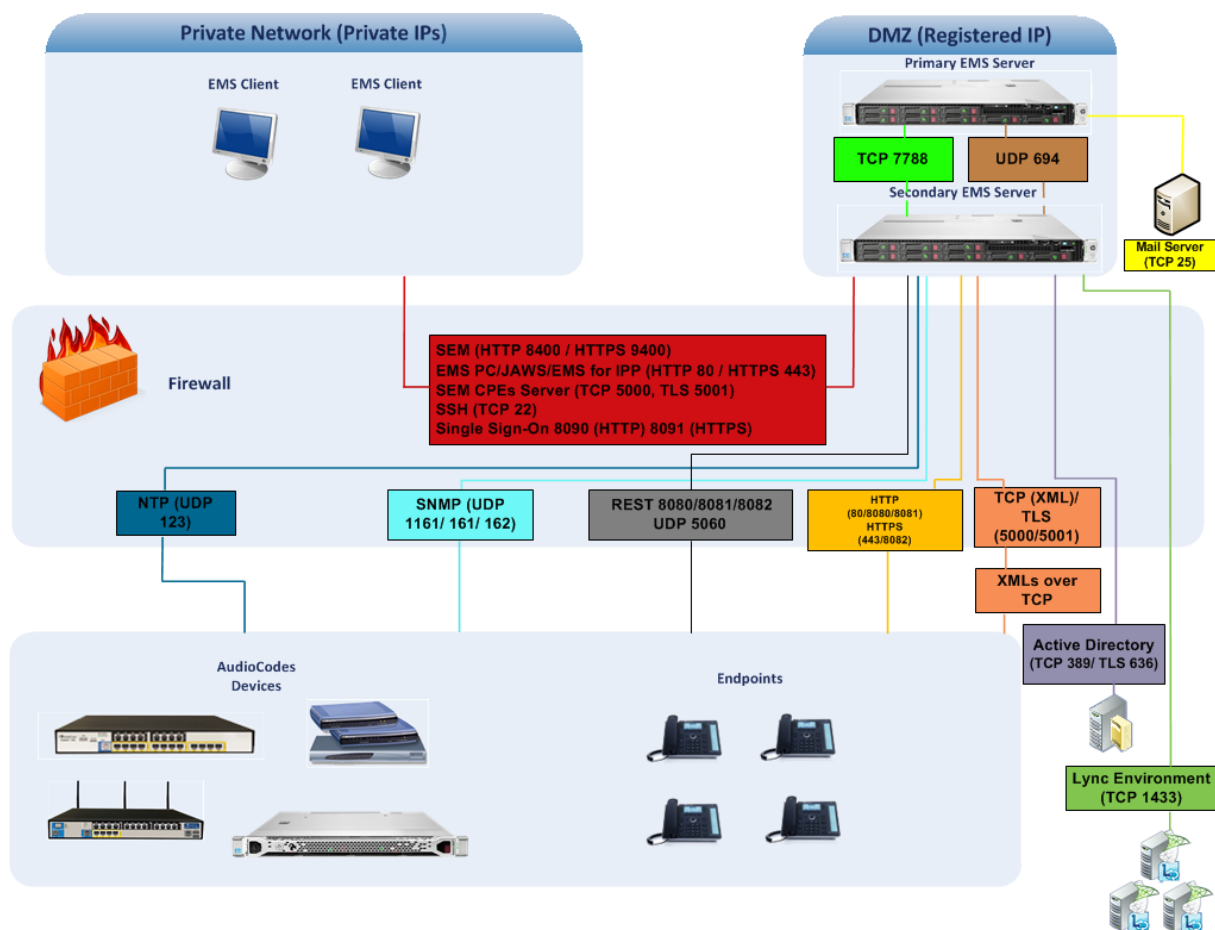 Private Network (Private IPs)
EMS Client
EMS Client
DMZ (Registered IP)
Primary EMS Server
TCP 7788
UDP 694
Secondary EMS Server
Mail Server
(TCP 25)
Firewall
SEM (HTTP 8400 / HTTPS 9400)
EMS PC/JAWS/EMS for IPP (HTTP 80 / HTTPS 443)
SEM CPEs Server (TCP 5000, TLS 5001)
SSH (TCP 22)
Single Sign-On 8090 (HTTP) 8091 (HTTPS)
NTP (UDP
123)
SNMP (UDP
1161/ 161/ 162)
REST 8080/8081/8082
UDP 5060
HTTP
(80/8080/8081)
HTTPS
(443/8082)
TCP (XML)/
TLS
(5000/5001)
XMLs over
TCP
Active Directory
(TCP 389/ TLS 636)
Lync Environment
(TCP 1433)
AudioCodes
Devices
Endpoints